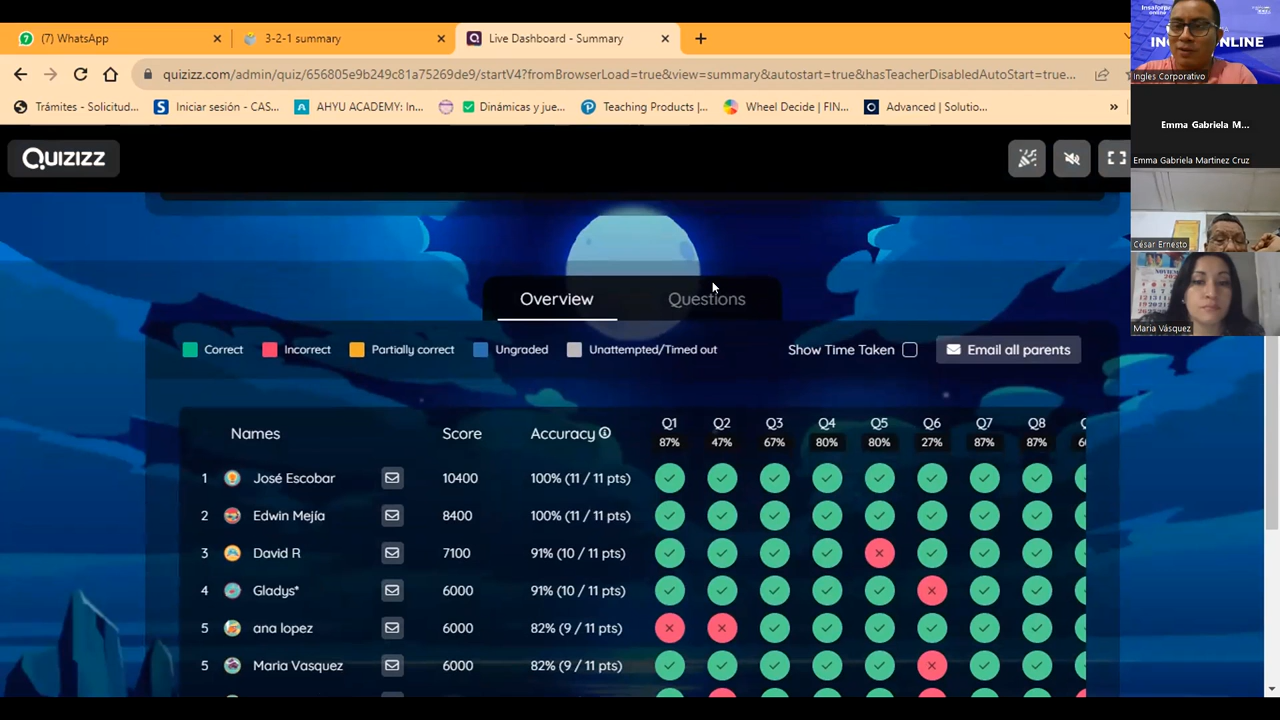 (7) WhatsApp
3-2-1 summary
Live Dashboard - Summary
quizizz.com/admin/quiz/656805e9b249c81a75269de9/startV4?fromBrowserLoad=true&view=summary&autostart=true&hasTeacherDisabledAutoStart=true...
Trámites - Solicitud...
Iniciar sesión - CAS...
AHYU ACADEMY: In...
Dinámicas y jue...
Teaching Products |...
Wheel Decide | FIN...
Advanced | Solutio...
»
QUIZIZZ
Overview
Questions
Correct
Incorrect
Partially correct
Ungraded
Unattempted/Timed out
Show Time Taken
Email all parents
Names Score Accuracy Q1 Q2 Q3 Q4 Q5 Q6 Q7 Q8
87% 47% 67% 80% 80% 27% 87% 87%
1 José Escobar 10400 100% (11 / 11 pts)
2 Edwin Mejía 8400 100% (11 / 11 pts)
3 David R 7100 91% (10 / 11 pts)
4 Gladys* 6000 91% (10 / 11 pts)
5 ana lopez 6000 82% (9 / 11 pts)
5 Maria Vasquez 6000 82% (9 / 11 pts)
Ingles Corporativo
Emma Gabriela M...
Emma Gabriela Martinez Cruz
César Ernesto
Maria Vásquez